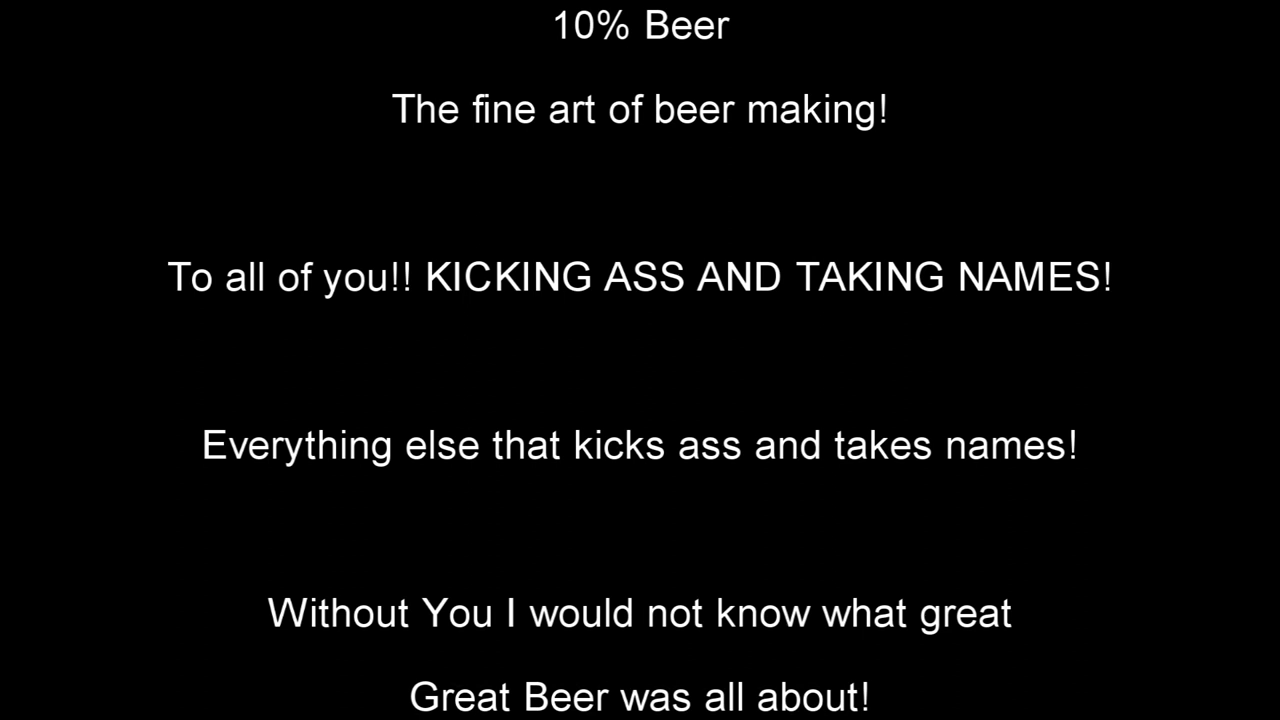 10% Beer
The fine art of beer making!
To all of you!! KICKING ASS AND TAKING NAMES!
Everything else that kicks ass and takes names!
Without You I would not know what great
Great Beer was all about!